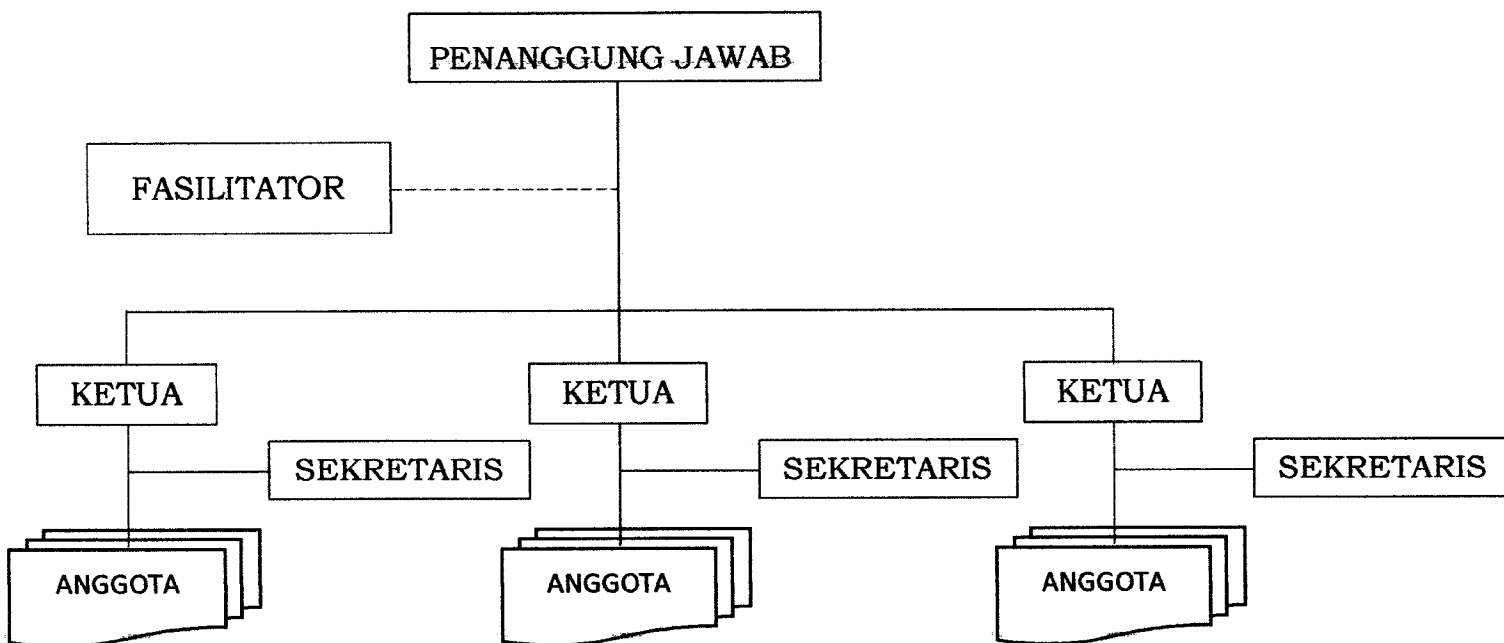 PENANGGUNG JAWAB
FASILITATOR
KETUA
KETUA
KETUA
SEKRETARIS
SEKRETARIS
SEKRETARIS
ANGGOTA
ANGGOTA
ANGGOTA